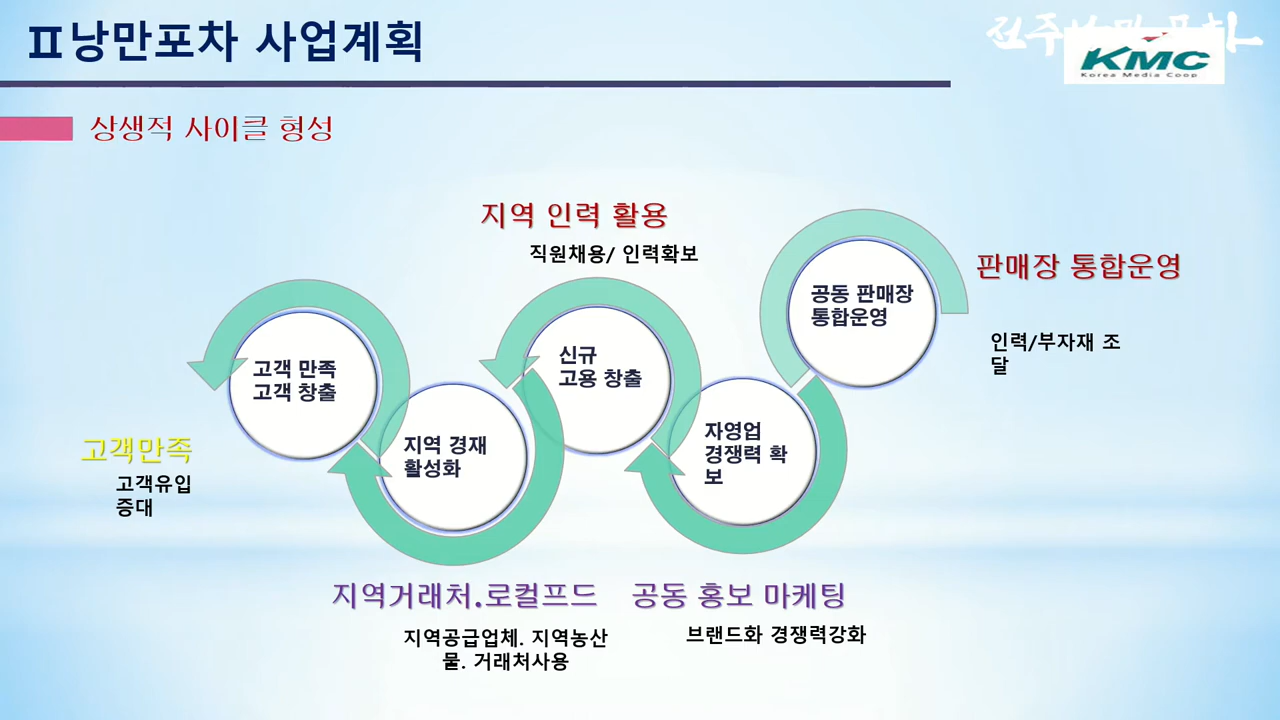 Ⅱ낭만포차 사업계획
전주
KMC
Korea Media Coop
상생적 사이클 형성
지역 인력 활용
직원채용/ 인력확보
판매장 통합운영
인력/부자재 조
달
공동 판매장
통합운영
신규
고용 창출
고객 만족
고객 창출
자영업
경쟁력 확
보
지역 경재
활성화
고객만족
고객유입
증대
지역거래처.로컬프드
지역공급업체. 지역농산
물. 거래처사용
공동 홍보 마케팅
브랜드화 경쟁력강화